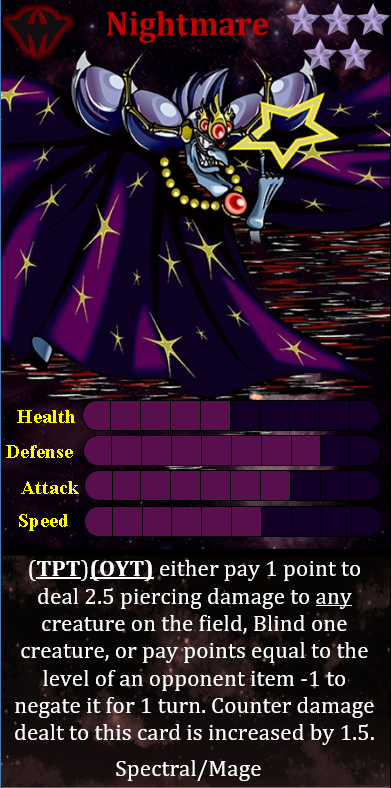 Nightmare
Health
Defense
Attack
Speed
(TPT)(OYT) either pay 1 point to
deal 2.5 piercing damage to any
creature on the field, Blind one
creature, or pay points equal to the
level of an opponent item -1 to
negate it for 1 turn. Counter damage
dealt to this card is increased by 1.5.
Spectral/Mage